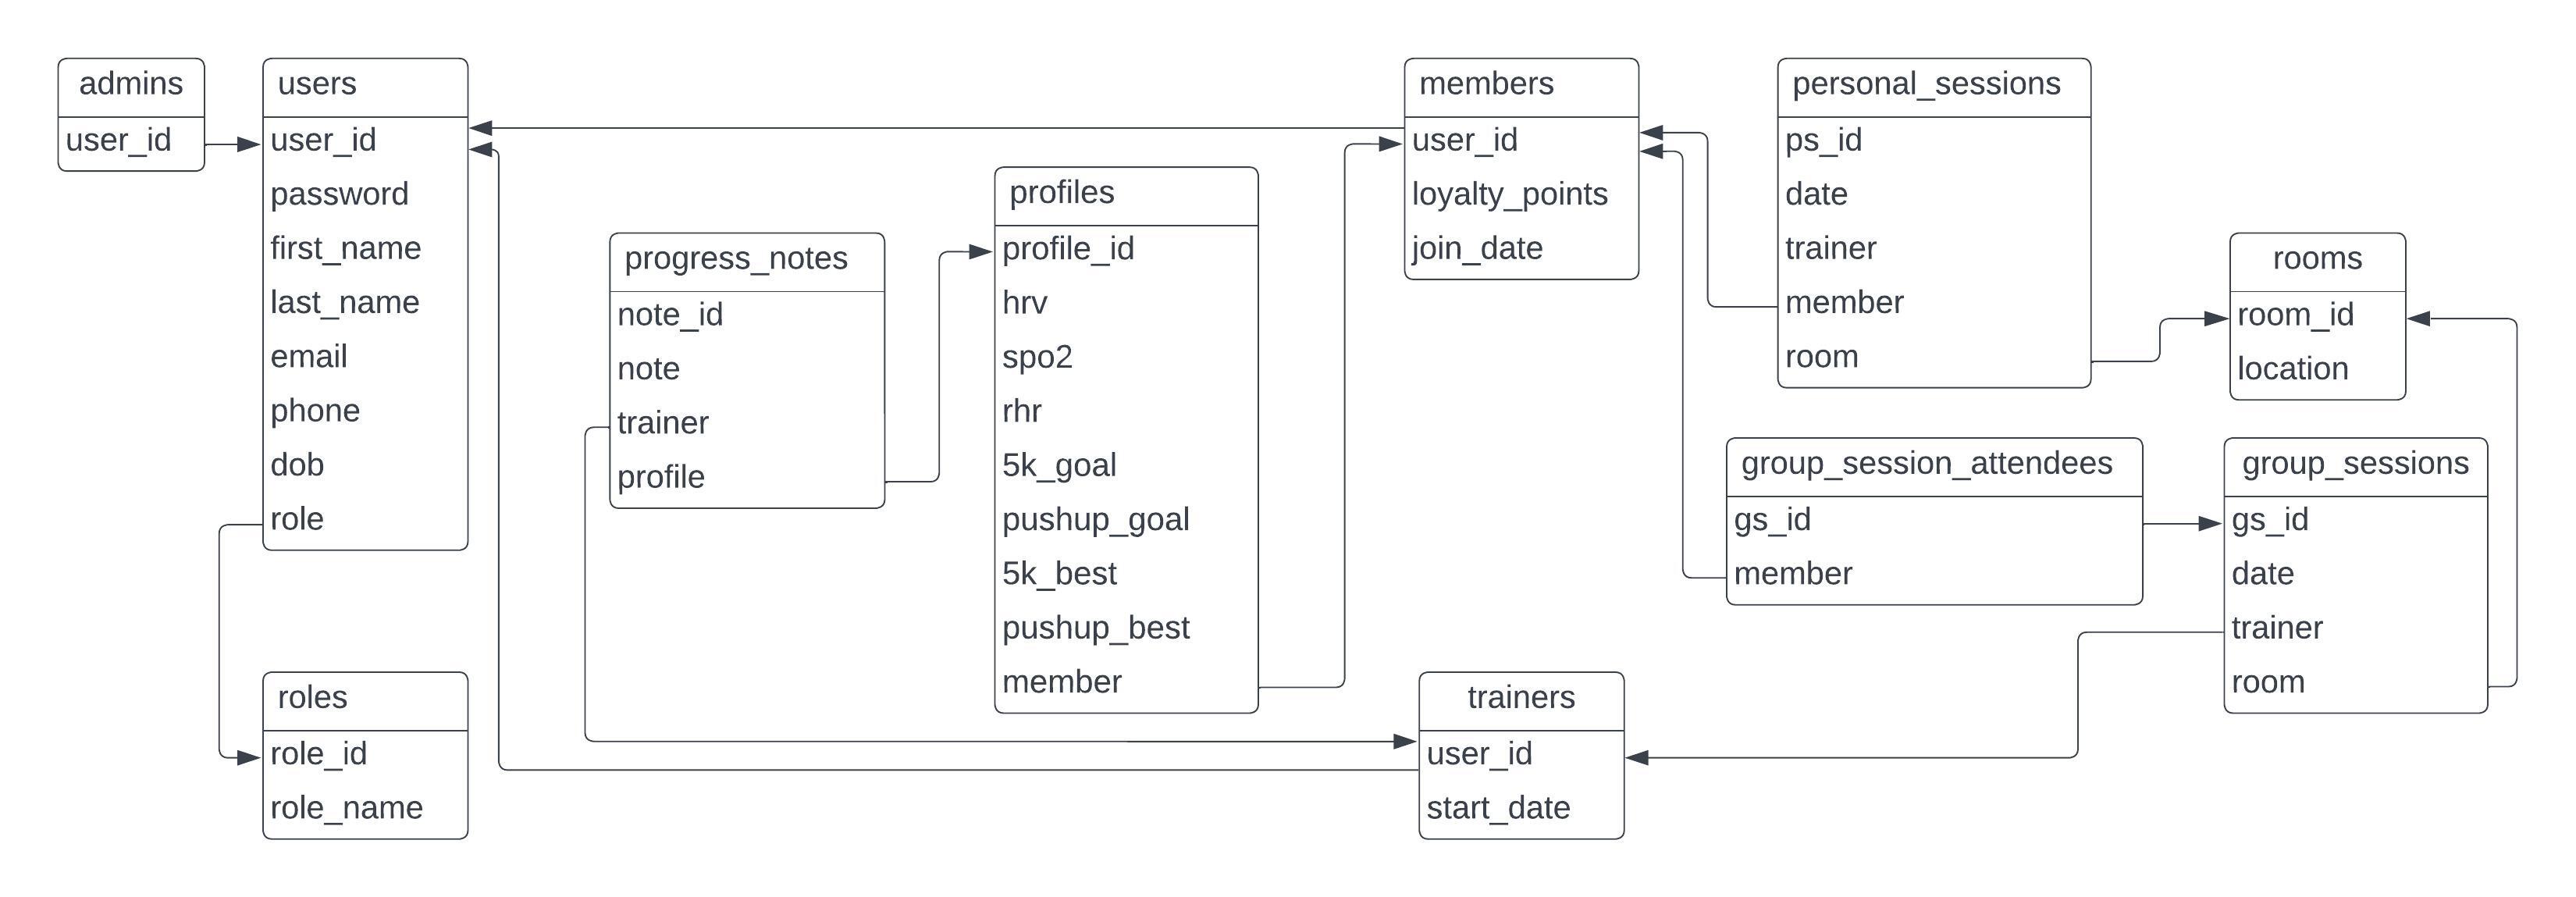 admins
user_id
users
user_id
password
first_name
last_name
email
phone
dob
role
roles
role_id
role_name
progress_notes
note_id
note
trainer
profile
profiles
profile_id
hrv
spo2
rhr
5k_goal
pushup_goal
5k_best
pushup_best
member
members
user_id
loyalty_points
join_date
trainers
user_id
start_date
personal_sessions
ps_id
date
trainer
member
room
group_session_attendees
gs_id
member
rooms
room_id
location
group_sessions
gs_id
date
trainer
room